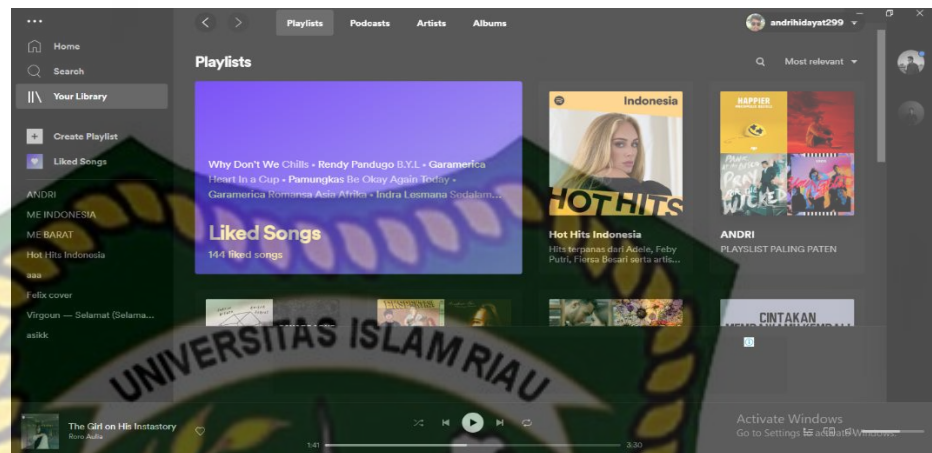 Playlists Podcasts Artists Albums
andrihidayat299
Home
Search
Your Library
Create Playlist
Liked Songs
ANDRI
ME INDONESIA
ME BARAT
Hot Hits Indonesia
aaa
Felix cover
Virgoun — Selamat (Selama...
asikk
Playlists
Most relevant
Why Don't We Chills • Rendy Pandugo B.Y.L • Garamerica
Heart In a Cup • Pamungkas Be Okay Again Today •
Garamerica Romansa Asia Afrika • Indra Lesmana Sedalam...
Liked Songs
144 liked songs
Indonesia
HOT HITS
Hot Hits Indonesia
Hits terpanas dari Adele, Feby
Putri, Fiersa Besari serta artis...
HAPPIER
PRAY
FOR THE
WICKED
ANDRI
PLAYSLIST PALING PATEN
CINTAKAN
UNIVERSITAS ISLAM RIAU
The Girl on His Instastory
Roro Aulia
1:41
3:30
Activate Windows
Go to Settings to activate Windows.